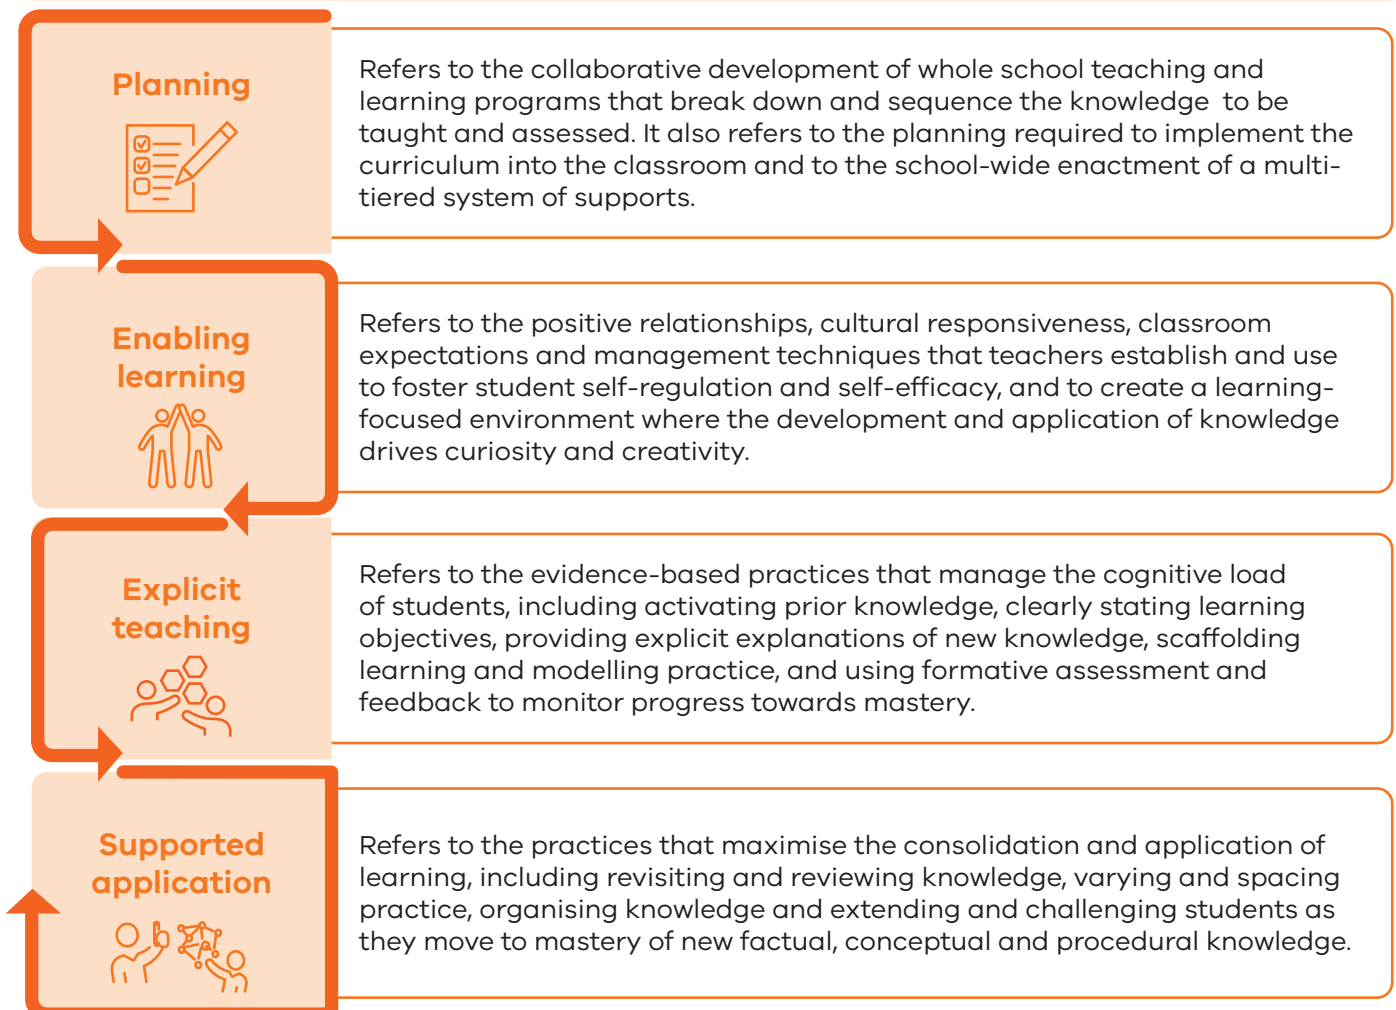 Planning
Refers to the collaborative development of whole school teaching and
learning programs that break down and sequence the knowledge  to be
taught and assessed. It also refers to the planning required to implement the
curriculum into the classroom and to the school-wide enactment of a multi-
tiered system of supports.
Enabling
learning
Refers to the positive relationships, cultural responsiveness, classroom
expectations and management techniques that teachers establish and use
to foster student self-regulation and self-efficacy, and to create a learning-
focused environment where the development and application of knowledge
drives curiosity and creativity.
Explicit
teaching
Refers to the evidence-based practices that manage the cognitive load
of students, including activating prior knowledge, clearly stating learning
objectives, providing explicit explanations of new knowledge, scaffolding
learning and modelling practice, and using formative assessment and
feedback to monitor progress towards mastery.
Supported
application
Refers to the practices that maximise the consolidation and application of
learning, including revisiting and reviewing knowledge, varying and spacing
practice, organising knowledge and extending and challenging students as
they move to mastery of new factual, conceptual and procedural knowledge.